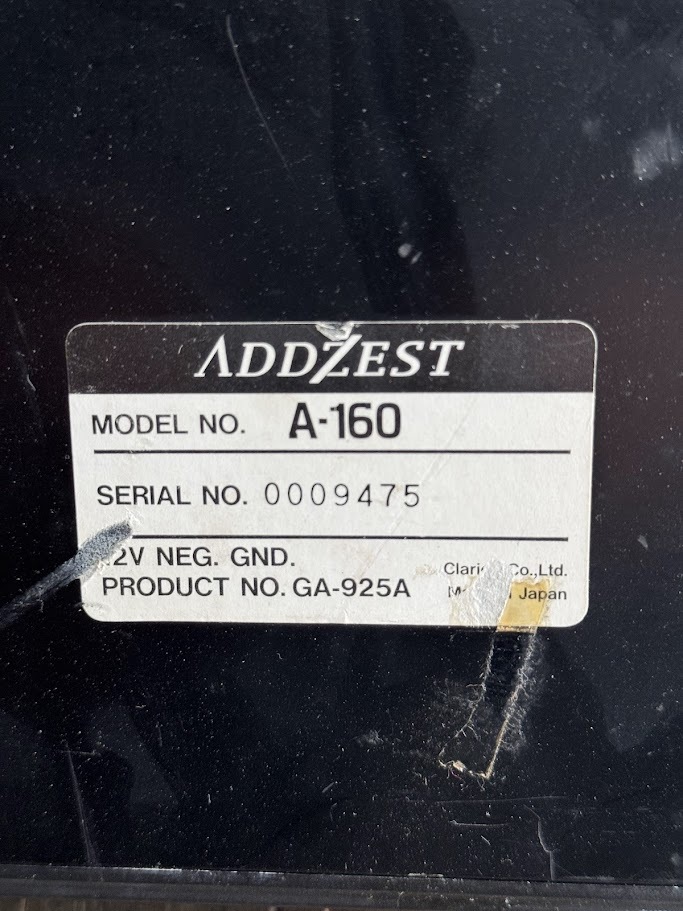 ADDZEST
MODEL NO. A-160
SERIAL NO. 0009475
2V NEG. GND.
PRODUCT NO. GA-925A
Co.,Ltd.
Japan